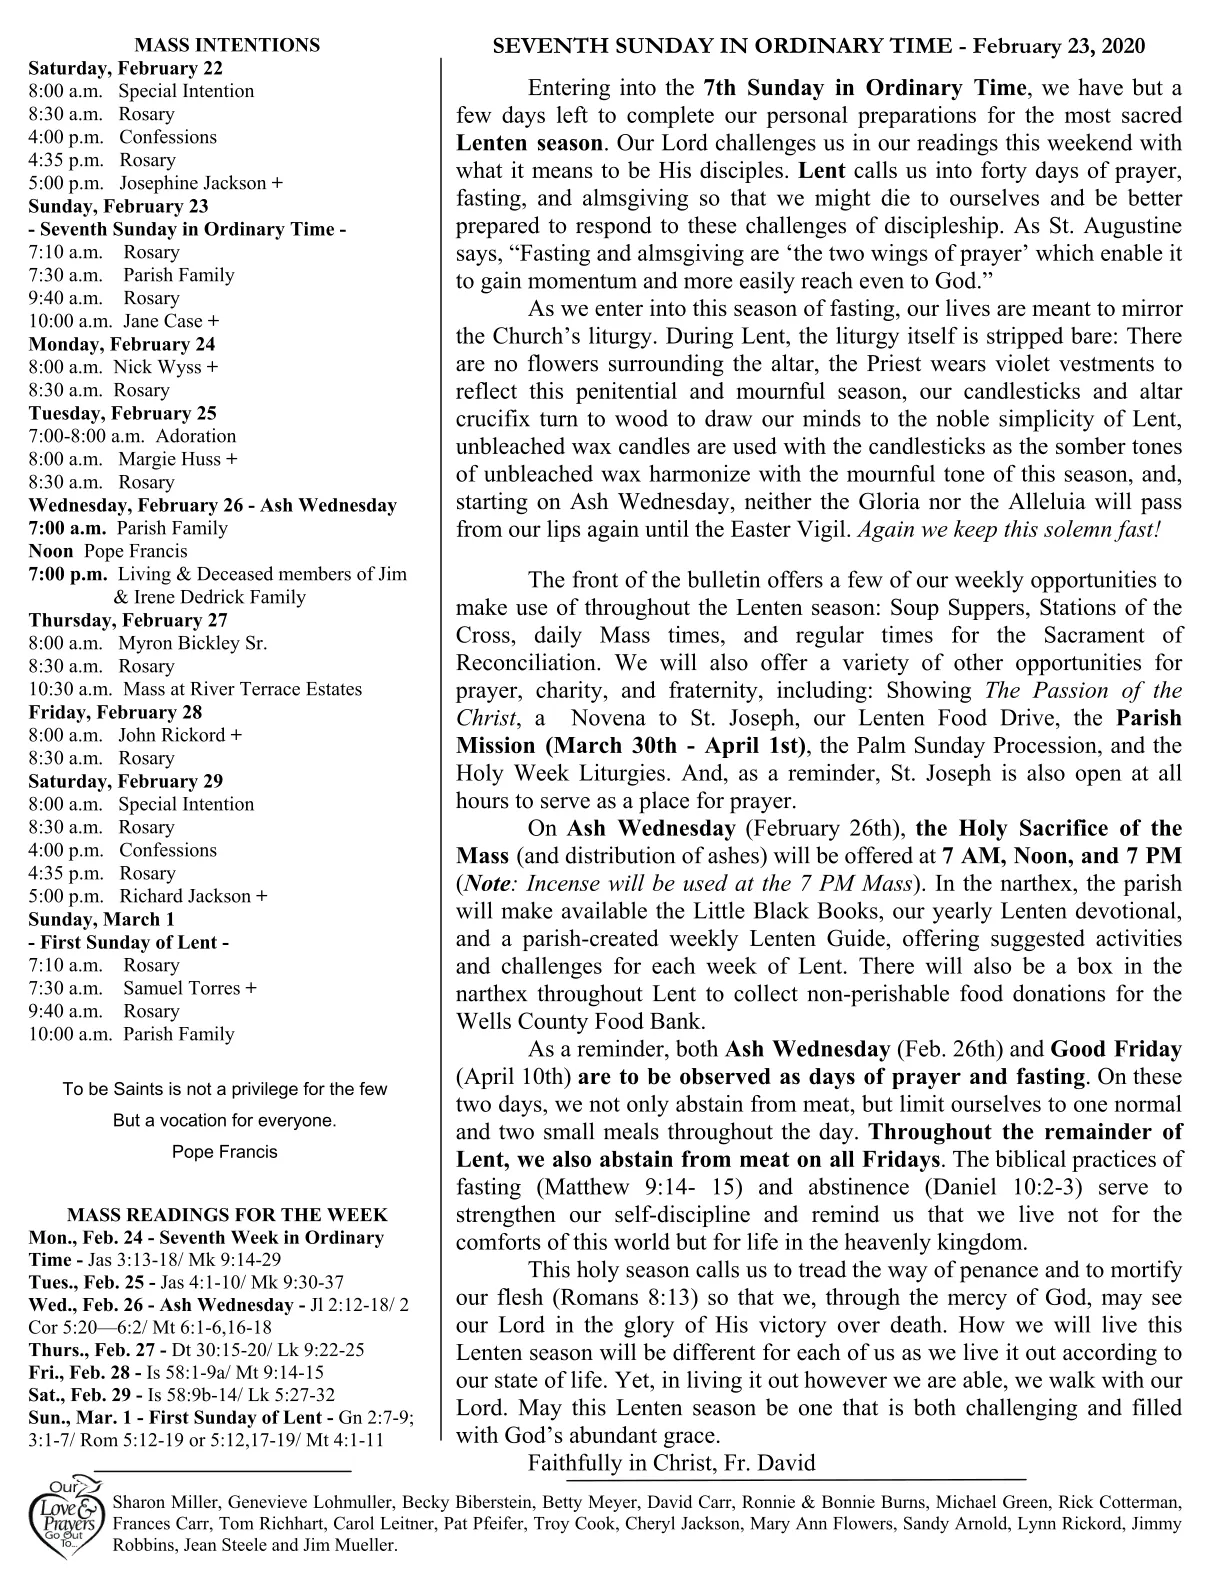 MASS INTENTIONS
Saturday, February 22
8:00 a.m. Special Intention
8:30 a.m. Rosary
4:00 p.m. Confessions
4:35 p.m. Rosary
5:00 p.m. Josephine Jackson +
Sunday, February 23
- Seventh Sunday in Ordinary Time -
7:10 a.m. Rosary
7:30 a.m. Parish Family
9:40 a.m. Rosary
10:00 a.m. Jane Case +
Monday, February 24
8:00 a.m. Nick Wyss +
8:30 a.m. Rosary
Tuesday, February 25
7:00-8:00 a.m. Adoration
8:00 a.m. Margie Huss +
8:30 a.m. Rosary
Wednesday, February 26 - Ash Wednesday
7:00 a.m. Parish Family
Noon Pope Francis
7:00 p.m. Living & Deceased members of Jim
& Irene Dedrick Family
Thursday, February 27
8:00 a.m. Myron Bickley Sr.
8:30 a.m. Rosary
10:30 a.m. Mass at River Terrace Estates
Friday, February 28
8:00 a.m. John Rickord +
8:30 a.m. Rosary
Saturday, February 29
8:00 a.m. Special Intention
8:30 a.m. Rosary
4:00 p.m. Confessions
4:35 p.m. Rosary
5:00 p.m. Richard Jackson +
Sunday, March 1
- First Sunday of Lent -
7:10 a.m. Rosary
7:30 a.m. Samuel Torres +
9:40 a.m. Rosary
10:00 a.m. Parish Family
To be Saints is not a privilege for the few
But a vocation for everyone.
Pope Francis
MASS READINGS FOR THE WEEK
Mon., Feb. 24 - Seventh Week in Ordinary
Time - Jas 3:13-18/ Mk 9:14-29
Tues., Feb. 25 - Jas 4:1-10/ Mk 9:30-37
Wed., Feb. 26 - Ash Wednesday - Jl 2:12-18/ 2
Cor 5:20—6:2/ Mt 6:1-6,16-18
Thurs., Feb. 27 - Dt 30:15-20/ Lk 9:22-25
Fri., Feb. 28 - Is 58:1-9a/ Mt 9:14-15
Sat., Feb. 29 - Is 58:9b-14/ Lk 5:27-32
Sun., Mar. 1 - First Sunday of Lent - Gn 2:7-9;
3:1-7/ Rom 5:12-19 or 5:12,17-19/ Mt 4:1-11
SEVENTH SUNDAY IN ORDINARY TIME - February 23, 2020
Entering into the 7th Sunday in Ordinary Time, we have but a
few days left to complete our personal preparations for the most sacred
Lenten season. Our Lord challenges us in our readings this weekend with
what it means to be His disciples. Lent calls us into forty days of prayer,
fasting, and almsgiving so that we might die to ourselves and be better
prepared to respond to these challenges of discipleship. As St. Augustine
says, “Fasting and almsgiving are ‘the two wings of prayer’ which enable it
to gain momentum and more easily reach even to God.”
As we enter into this season of fasting, our lives are meant to mirror
the Church’s liturgy. During Lent, the liturgy itself is stripped bare: There
are no flowers surrounding the altar, the Priest wears violet vestments to
reflect this penitential and mournful season, our candlesticks and altar
crucifix turn to wood to draw our minds to the noble simplicity of Lent,
unbleached wax candles are used with the candlesticks as the somber tones
of unbleached wax harmonize with the mournful tone of this season, and,
starting on Ash Wednesday, neither the Gloria nor the Alleluia will pass
from our lips again until the Easter Vigil. Again we keep this solemn fast!
The front of the bulletin offers a few of our weekly opportunities to
make use of throughout the Lenten season: Soup Suppers, Stations of the
Cross, daily Mass times, and regular times for the Sacrament of
Reconciliation. We will also offer a variety of other opportunities for
prayer, charity, and fraternity, including: Showing The Passion of the
Christ, a Novena to St. Joseph, our Lenten Food Drive, the Parish
Mission (March 30th - April 1st), the Palm Sunday Procession, and the
Holy Week Liturgies. And, as a reminder, St. Joseph is also open at all
hours to serve as a place for prayer.
On Ash Wednesday (February 26th), the Holy Sacrifice of the
Mass (and distribution of ashes) will be offered at 7 AM, Noon, and 7 PM
(Note: Incense will be used at the 7 PM Mass). In the narthex, the parish
will make available the Little Black Books, our yearly Lenten devotional,
and a parish-created weekly Lenten Guide, offering suggested activities
and challenges for each week of Lent. There will also be a box in the
narthex throughout Lent to collect non-perishable food donations for the
Wells County Food Bank.
As a reminder, both Ash Wednesday (Feb. 26th) and Good Friday
(April 10th) are to be observed as days of prayer and fasting. On these
two days, we not only abstain from meat, but limit ourselves to one normal
and two small meals throughout the day. Throughout the remainder of
Lent, we also abstain from meat on all Fridays. The biblical practices of
fasting (Matthew 9:14- 15) and abstinence (Daniel 10:2-3) serve to
strengthen our self-discipline and remind us that we live not for the
comforts of this world but for life in the heavenly kingdom.
This holy season calls us to tread the way of penance and to mortify
our flesh (Romans 8:13) so that we, through the mercy of God, may see
our Lord in the glory of His victory over death. How we will live this
Lenten season will be different for each of us as we live it out according to
our state of life. Yet, in living it out however we are able, we walk with our
Lord. May this Lenten season be one that is both challenging and filled
with God’s abundant grace.
Faithfully in Christ, Fr. David
Our
Love &
Prayers
Go Out
To...
Sharon Miller, Genevieve Lohmuller, Becky Biberstein, Betty Meyer, David Carr, Ronnie & Bonnie Burns, Michael Green, Rick Cotterman,
Frances Carr, Tom Richhart, Carol Leitner, Pat Pfeifer, Troy Cook, Cheryl Jackson, Mary Ann Flowers, Sandy Arnold, Lynn Rickord, Jimmy
Robbins, Jean Steele and Jim Mueller.